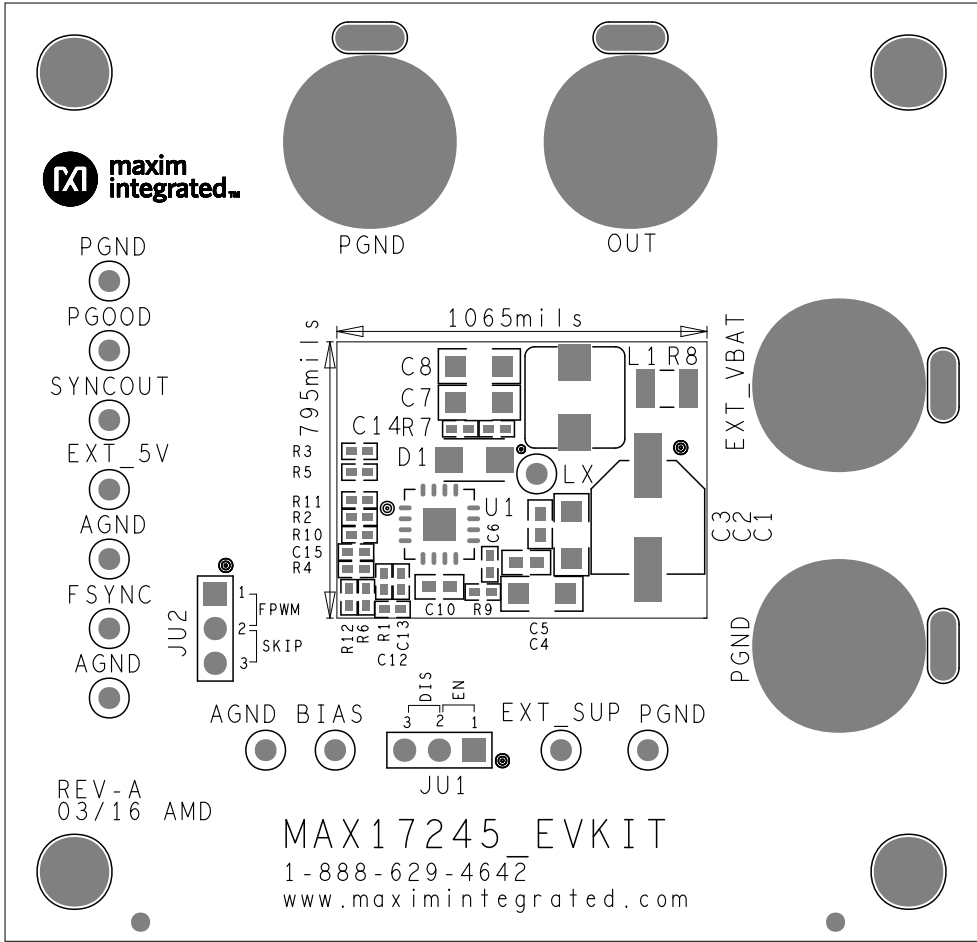 maxim
integrated™
PGND
OUT
PGND
PGOOD
SYNCOUT
EXT_5V
AGND
FSYNC
AGND
1065mils
795mils
C8
L1 R8
C7
C14 R7
R3
D1
LX
R5
U1
R11
R2
R10
C6
C15
R4
C10
R9
R12
R6
R1
C13
C12
C5
C4
EXT_VBAT
C3
C2
C1
PGND
JU2
1
FPWM
2
SKIP
3
AGND BIAS
DIS
EN
3 2 1
JU1
EXT_SUP PGND
REV-A
03/16 AMD
MAX17245_EVKIT
1-888-629-4642
www.maximintegrated.com